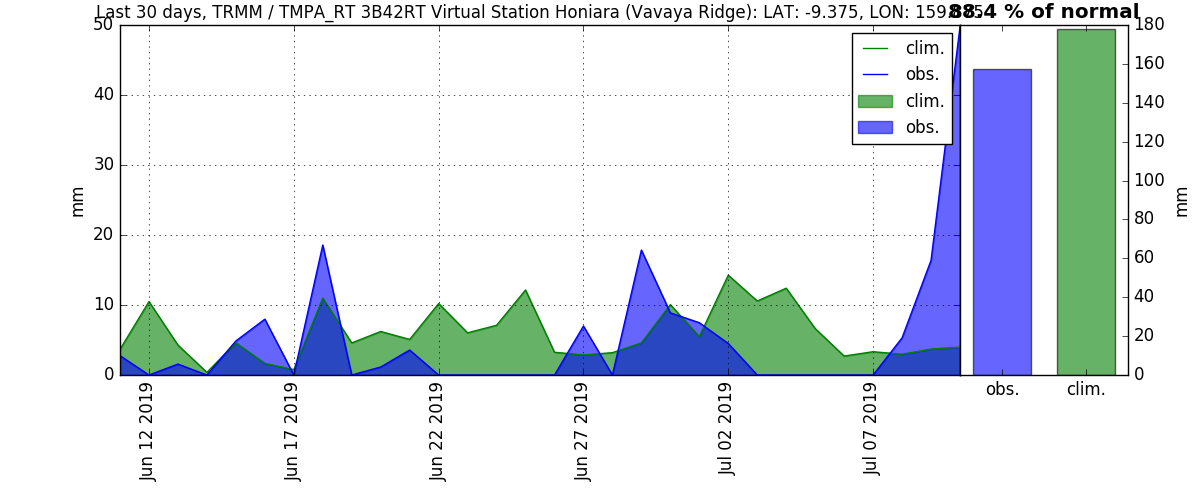 Last 30 days, TRMM / TMPA_RT 3B42RT Virtual Station Honiara (Vavaya Ridge): LAT: -9.375, LON:
88.4 % of normal
50
40
30
20
10
0
mm
clim.
obs.
clim.
obs.
180
160
140
120
100
80
60
40
20
0
mm
Jun 12 2019
Jun 17 2019
Jun 22 2019
Jun 27 2019
Jul 02 2019
Jul 07 2019
obs.
clim.